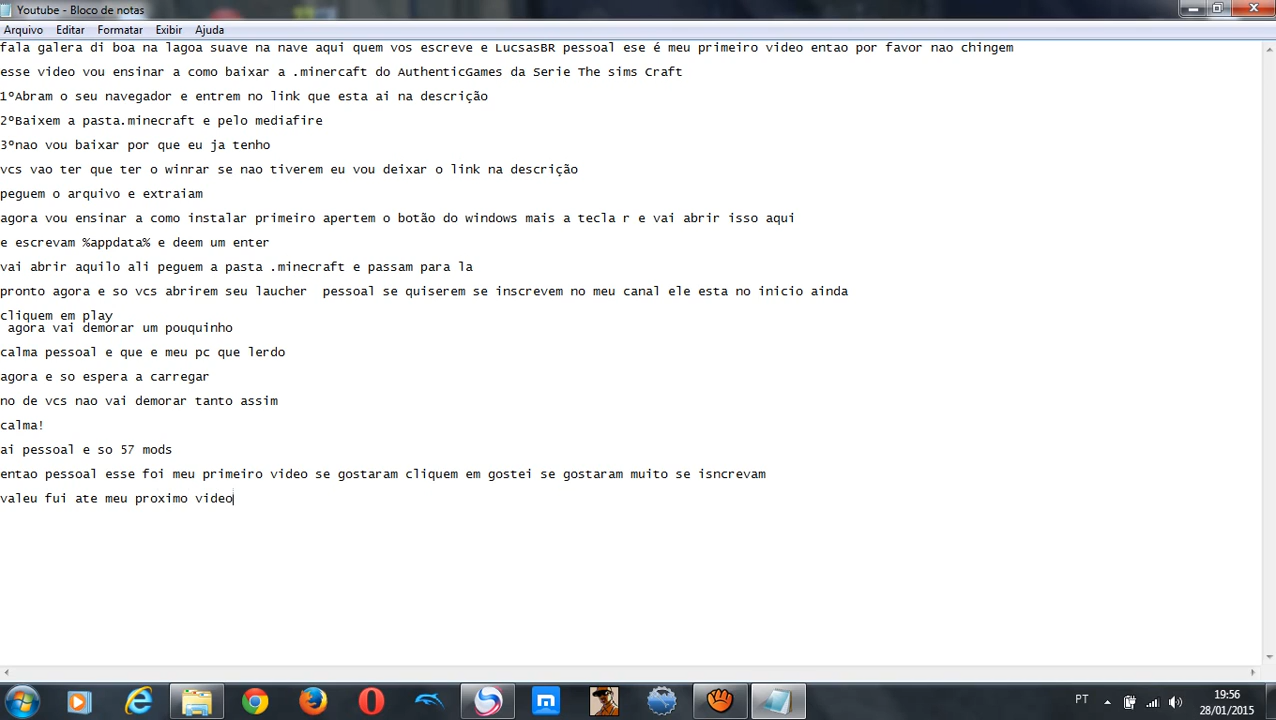 Youtube - Bloco de notas
Arquivo Editar Formatar Exibir Ajuda
fala galera di boa na lagoa suave na nave aqui quem vos escreve e LucsasBR pessoal ese é meu primeiro video entao por favor nao chingem
esse video vou ensinar a como baixar a .minercaft do AuthenticGames da Serie The sims Craft
1ºAbram o seu navegador e entrem no link que esta ai na descrição
2ºBaixem a pasta.minecraft e pelo mediafire
3ºnao vou baixar por que eu ja tenho
vcs vao ter que ter o winrar se nao tiverem eu vou deixar o link na descrição
peguem o arquivo e extraiam
agora vou ensinar a como instalar primeiro apertem o botão do windows mais a tecla r e vai abrir isso aqui
e escrevam %appdata% e deem um enter
vai abrir aquilo ali peguem a pasta .minecraft e passam para la
pronto agora e so vcs abrirem seu laucher  pessoal se quiserem se inscrevem no meu canal ele esta no inicio ainda
cliquem em play
agora vai demorar um pouquinho
calma pessoal e que e meu pc que lerdo
agora e so espera a carregar
no de vcs nao vai demorar tanto assim
calma!
ai pessoal e so 57 mods
entao pessoal esse foi meu primeiro video se gostaram cliquem em gostei se gostaram muito se isncrevam
valeu fui ate meu proximo video
PT
19:56
28/01/2015